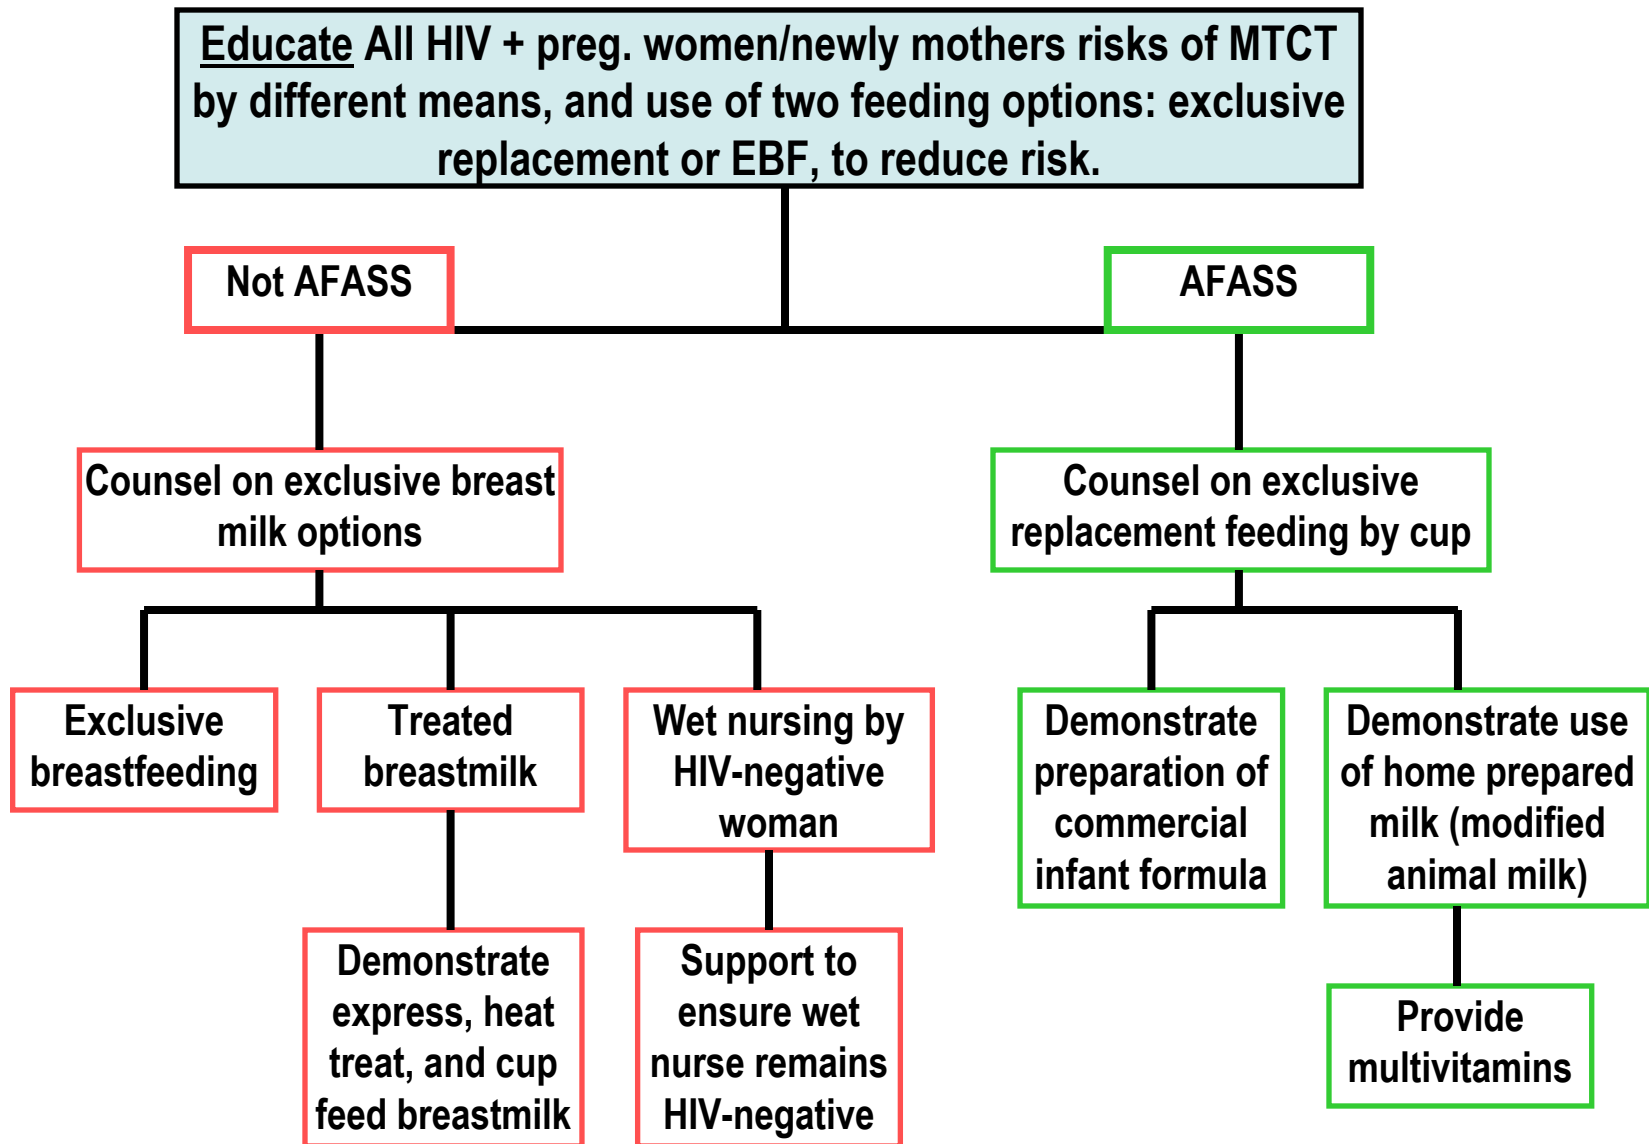 Educate All HIV + preg. women/newly mothers risks of MTCT
by different means, and use of two feeding options: exclusive
replacement or EBF, to reduce risk.
Not AFASS
AFASS
Counsel on exclusive breast
milk options
Counsel on exclusive
replacement feeding by cup
Exclusive
breastfeeding
Treated
breastmilk
Wet nursing by
HIV-negative
woman
Demonstrate
preparation of
commercial
infant formula
Demonstrate use
of home prepared
milk (modified
animal milk)
Demonstrate
express, heat
treat, and cup
feed breastmilk
Support to
ensure wet
nurse remains
HIV-negative
Provide
multivitamins